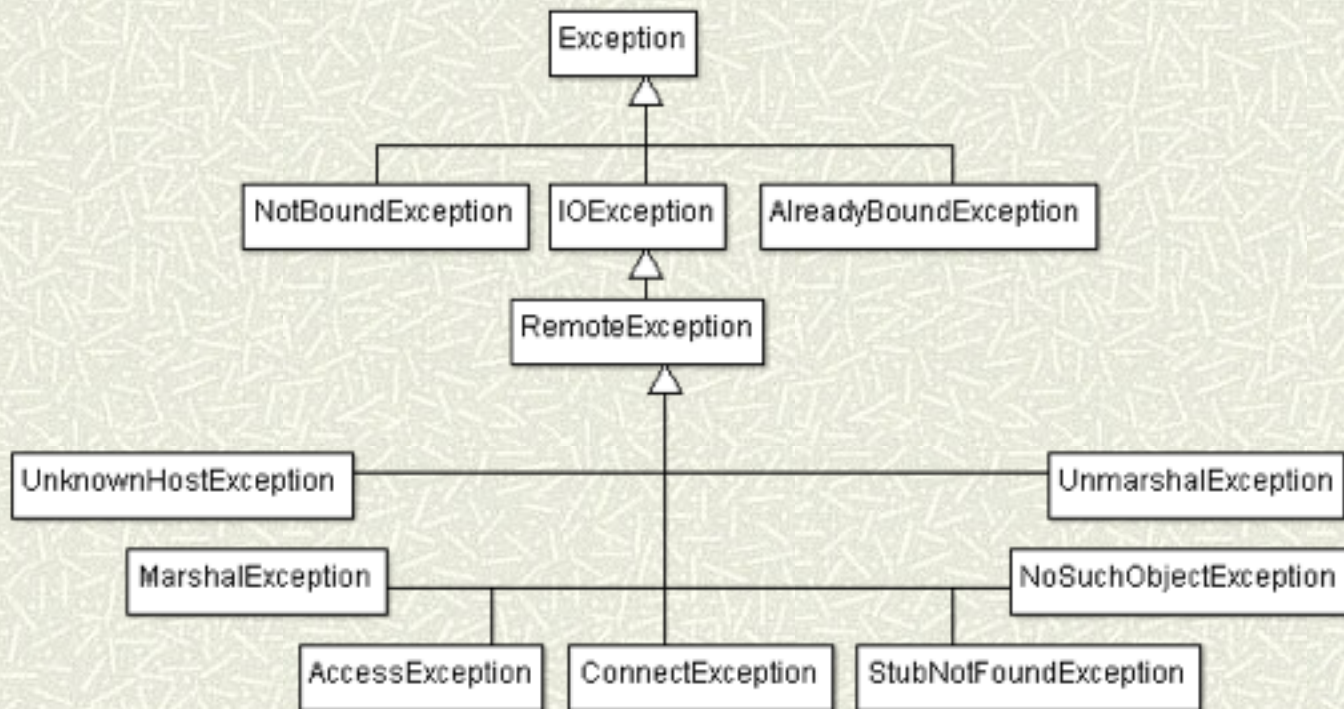 Exception
NotBoundException
IOException
AlreadyBoundException
RemoteException
UnknownHostException
UnmarshalException
MarshalException
NoSuchObjectException
AccessException
ConnectException
StubNotFoundException